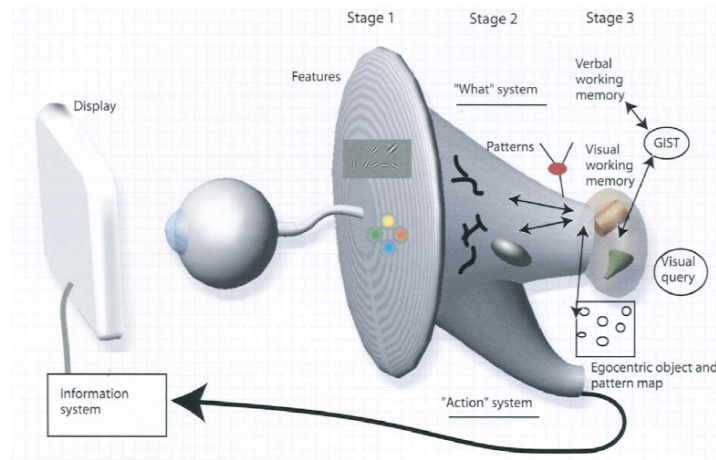 Stage 1
Stage 2
Stage 3
Features
Display
"What" system
Verbal
working
memory
GIST
Patterns
Visual
working
memory
Visual
query
Egocentric object and
pattern map
Information
system
"Action" system